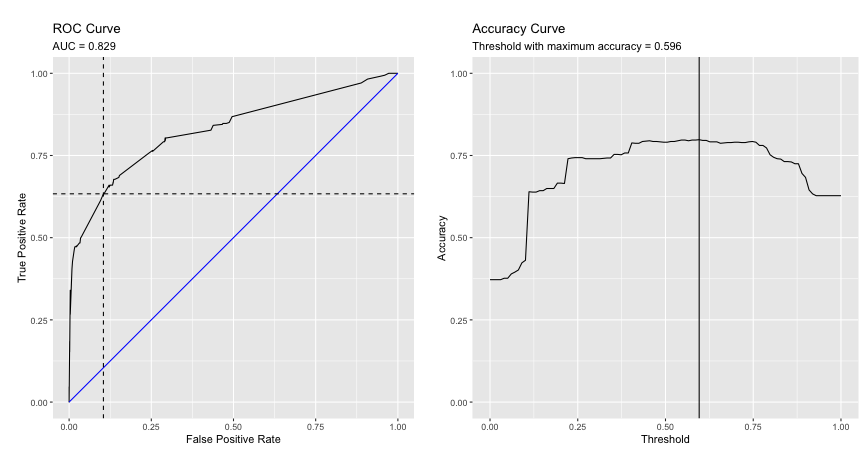 ROC Curve
AUC = 0.829
1.00
0.75
0.50
0.25
0.00
True Positive Rate
0.00 0.25 0.50 0.75 1.00
False Positive Rate
Accuracy Curve
Threshold with maximum accuracy = 0.596
1.00
0.75
0.50
0.25
0.00
Accuracy
0.00 0.25 0.50 0.75 1.00
Threshold